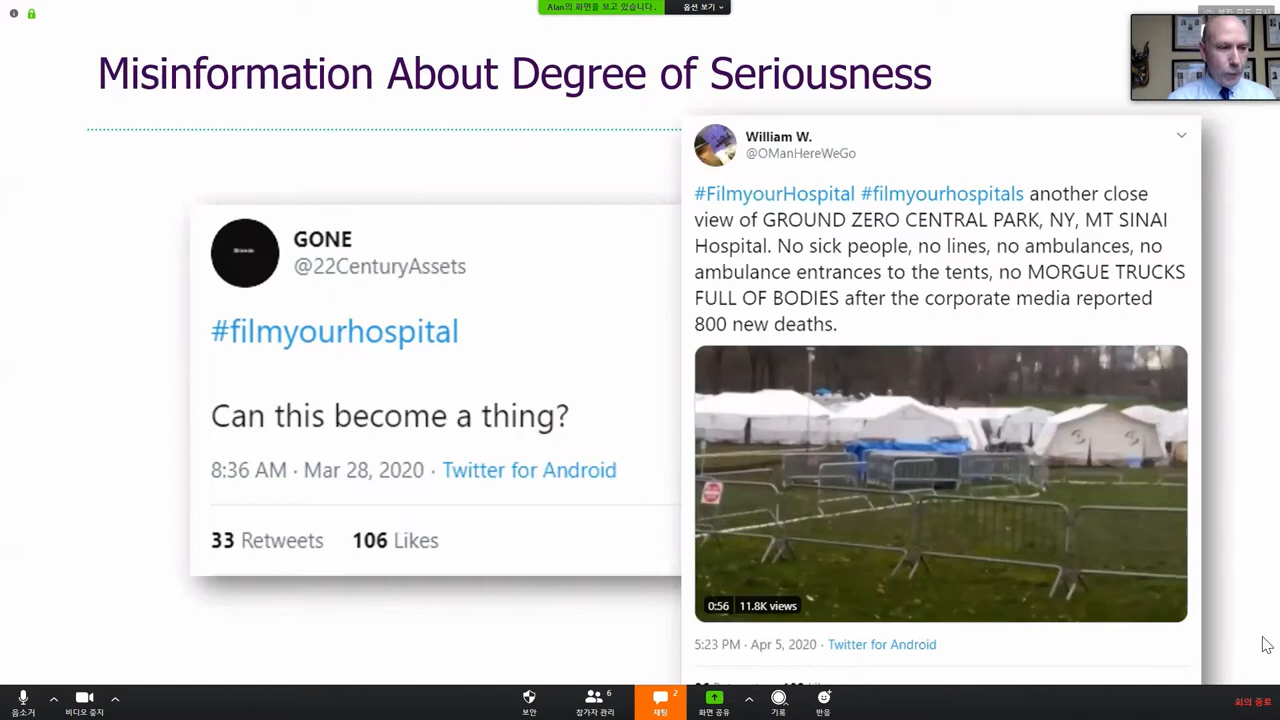 Alan의 화면을 보고 있습니다.
옵션 보기
Misinformation About Degree of Seriousness
GONE
@22CenturyAssets
#filmyourhospital
Can this become a thing?
8:36 AM · Mar 28, 2020 · Twitter for Android
33 Retweets 106 Likes
William W.
@OManHereWeGo
#FilmyourHospital #filmyourhospitals another close
view of GROUND ZERO CENTRAL PARK, NY, MT SINAI
Hospital. No sick people, no lines, no ambulances, no
ambulance entrances to the tents, no MORGUE TRUCKS
FULL OF BODIES after the corporate media reported
800 new deaths.
0:56 11.8K views
5:23 PM · Apr 5, 2020 · Twitter for Android
음소거
비디오 중지
보안
6
참가자 관리
2
채팅
화면 공유
기록
반응
회의 종료